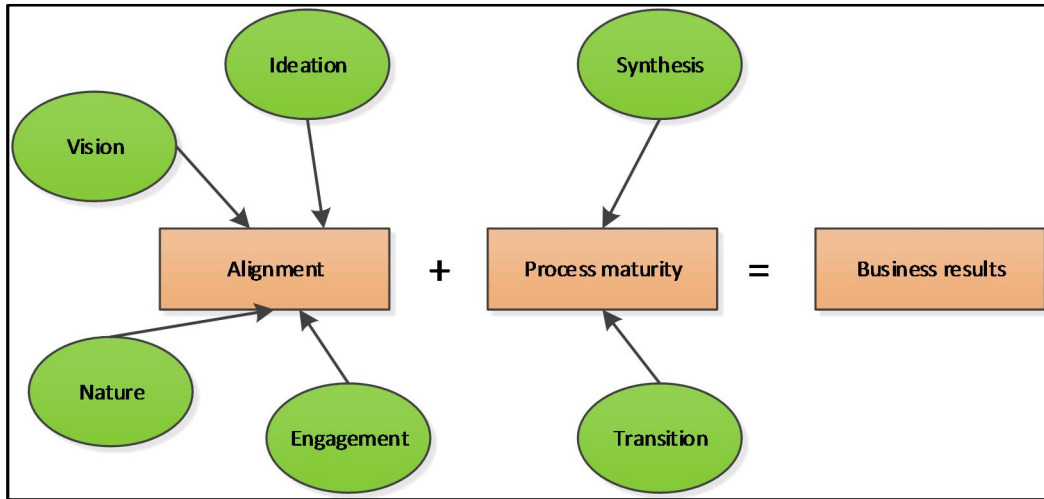 Ideation
Synthesis
Vision
Alignment
+
Process maturity
=
Business results
Nature
Engagement
Transition